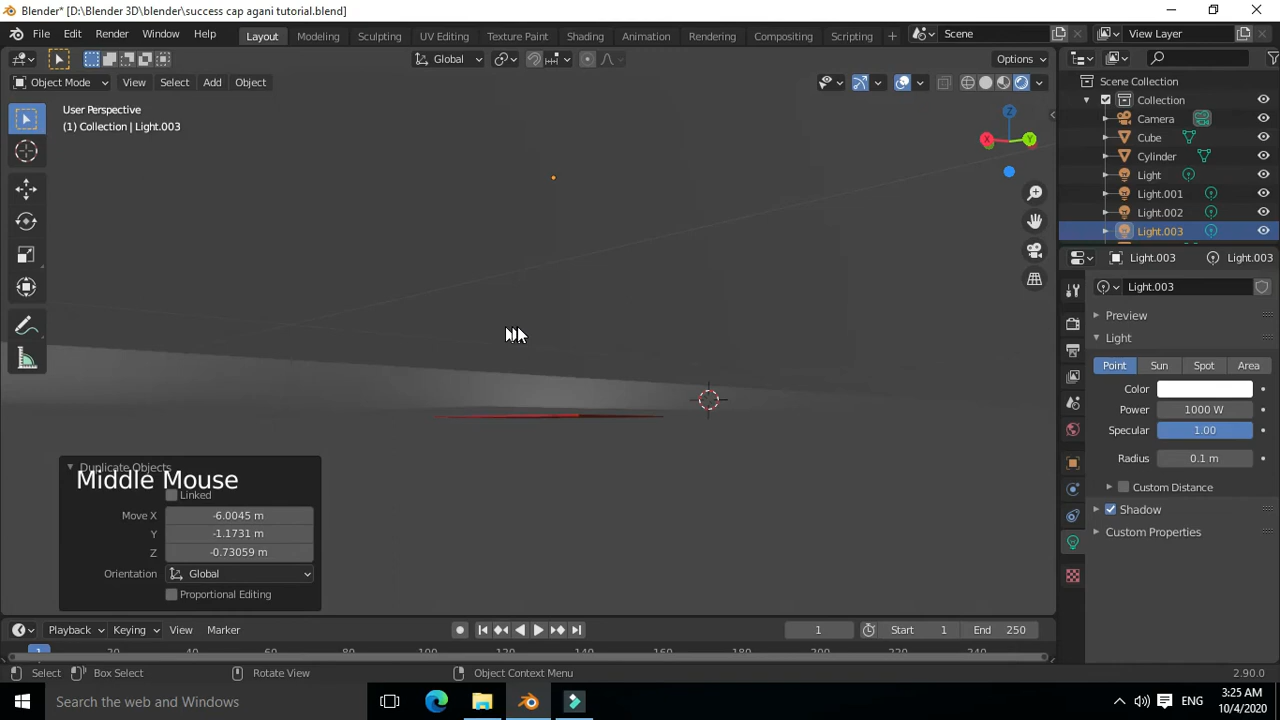 Blender* [D:\Blender 3D\blender\success cap agani tutorial.blend]
File Edit Render Window Help
Layout Modeling Sculpting UV Editing Texture Paint Shading Animation Rendering Compositing Scripting
Scene
View Layer
Global
Options
Object Mode View Select Add Object
User Perspective
(1) Collection | Light.003
Z
X
Y
Scene Collection
Collection
Camera
Cube
Cylinder
Light
Light.001
Light.002
Light.003
Light.003 Light.003
Light.003
Preview
Light
Point Sun Spot Area
Color
Power 1000 W
Specular 1.00
Radius 0.1 m
Custom Distance
Shadow
Custom Properties
Duplicate Objects
Middle Mouse
Linked
Move X -6.0045 m
Y -1.1731 m
Z -0.73059 m
Orientation Global
Proportional Editing
Playback Keying View Marker
1 Start 1 End 250
1 20 40 60 80 100 120 140 160 180 200 220 240
Select Box Select Rotate View Object Context Menu
2.90.0
Search the web and Windows
ENG
3:25 AM
10/4/2020